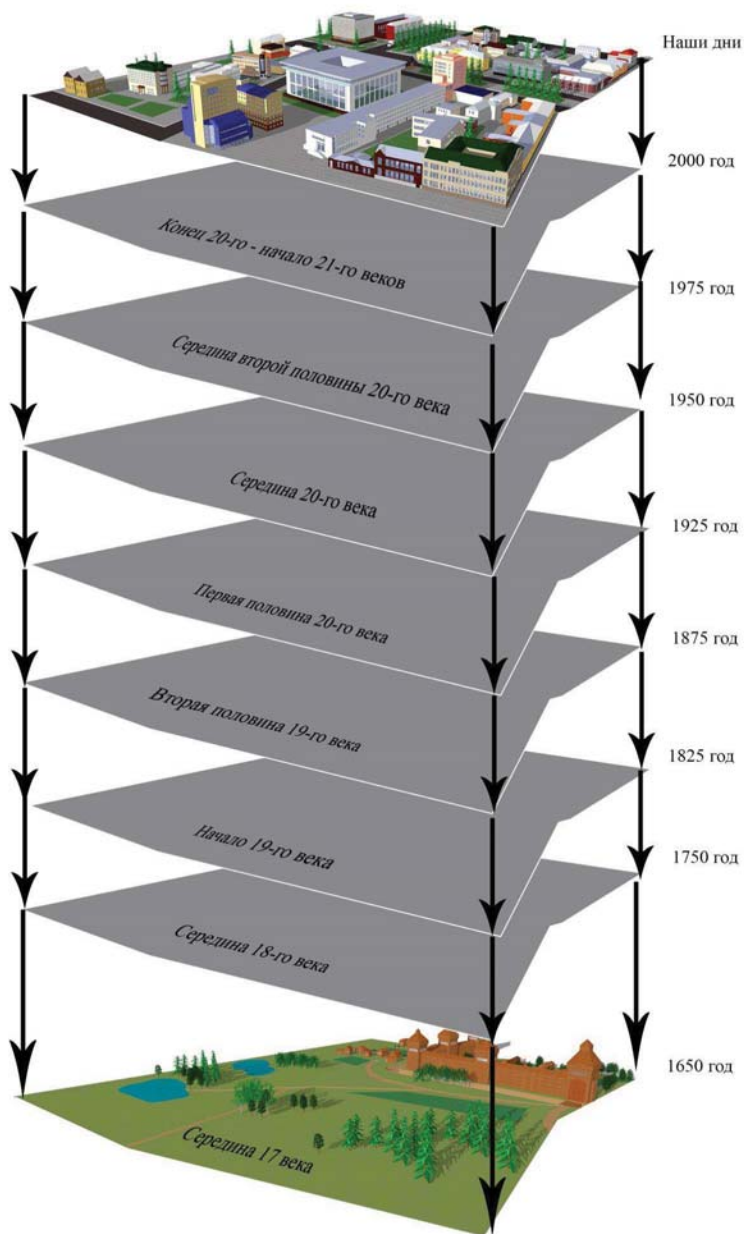 Наши дни
2000 год
Конец 20-го - начало 21-го веков
1975 год
Середина второй половины 20-го века
1950 год
Середина 20-го века
1925 год
Первая половина 20-го века
1875 год
Вторая половина 19-го века
1825 год
Начало 19-го века
1750 год
Середина 18-го века
1650 год
Середина 17 века